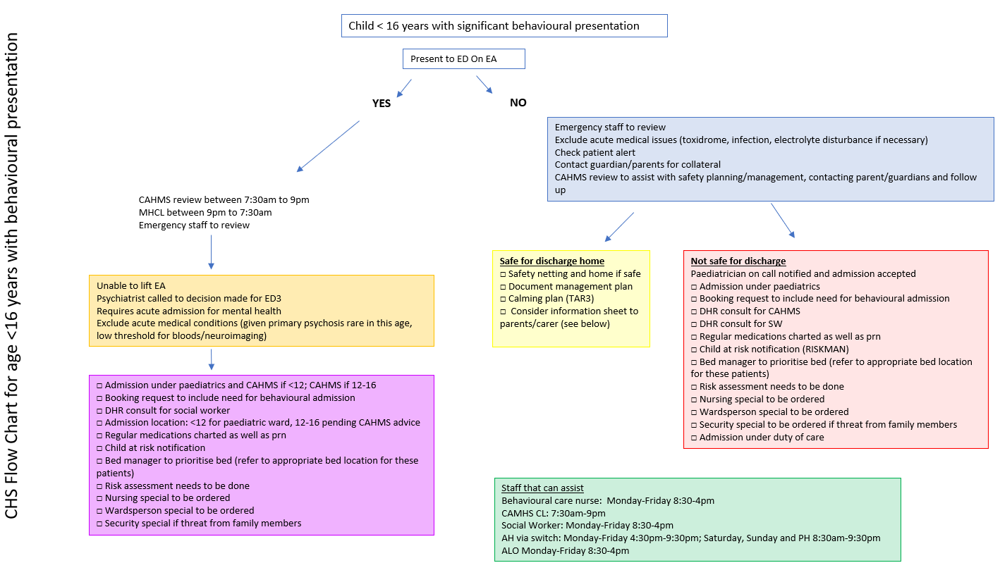 CHS Flow Chart for age <16 years with behavioural presentation
Child < 16 years with significant behavioural presentation
Present to ED On EA
YES
NO
Emergency staff to review
Exclude acute medical issues (toxidrome, infection, electrolyte disturbance if necessary)
Check patient alert
Contact guardian/parents for collateral
CAHMS review to assist with safety planning/management, contacting parent/guardians and follow
up
CAHMS review between 7:30am to 9pm
MHCL between 9pm to 7:30am
Emergency staff to review
Unable to lift EA
Psychiatrist called to decision made for ED3
Requires acute admission for mental health
Exclude acute medical conditions (given primary psychosis rare in this age,
low threshold for bloods/neuroimaging)
□ Admission under paediatrics and CAHMS if <12; CAHMS if 12-16
□ Booking request to include need for behavioural admission
□ DHR consult for social worker
□ Admission location: <12 for paediatric ward, 12-16 pending CAHMS advice
□ Regular medications charted as well as prn
□ Child at risk notification
□ Bed manager to prioritise bed (refer to appropriate bed location for these
patients)
□ Risk assessment needs to be done
□ Nursing special to be ordered
□ Wardsperson special to be ordered
□ Security special if threat from family members
Safe for discharge home
□ Safety netting and home if safe
□ Document management plan
□ Calming plan (TAR3)
□ Consider information sheet to
parents/carer (see below)
Not safe for discharge
Paediatrician on call notified and admission accepted
□ Admission under paediatrics
□ Booking request to include need for behavioural admission
□ DHR consult for CAHMS
□ DHR consult for SW
□ Regular medications charted as well as prn
□ Child at risk notification (RISKMAN)
□ Bed manager to prioritise bed (refer to appropriate bed location
for these patients)
□ Risk assessment needs to be done
□ Nursing special to be ordered
□ Wardsperson special to be ordered
□ Security special to be ordered if threat from family members
□ Admission under duty of care
Staff that can assist
Behavioural care nurse: Monday-Friday 8:30-4pm
CAMHS CL: 7:30am-9pm
Social Worker: Monday-Friday 8:30-4pm
AH via switch: Monday-Friday 4:30pm-9:30pm; Saturday, Sunday and PH 8:30am-9:30pm
ALO Monday-Friday 8:30-4pm